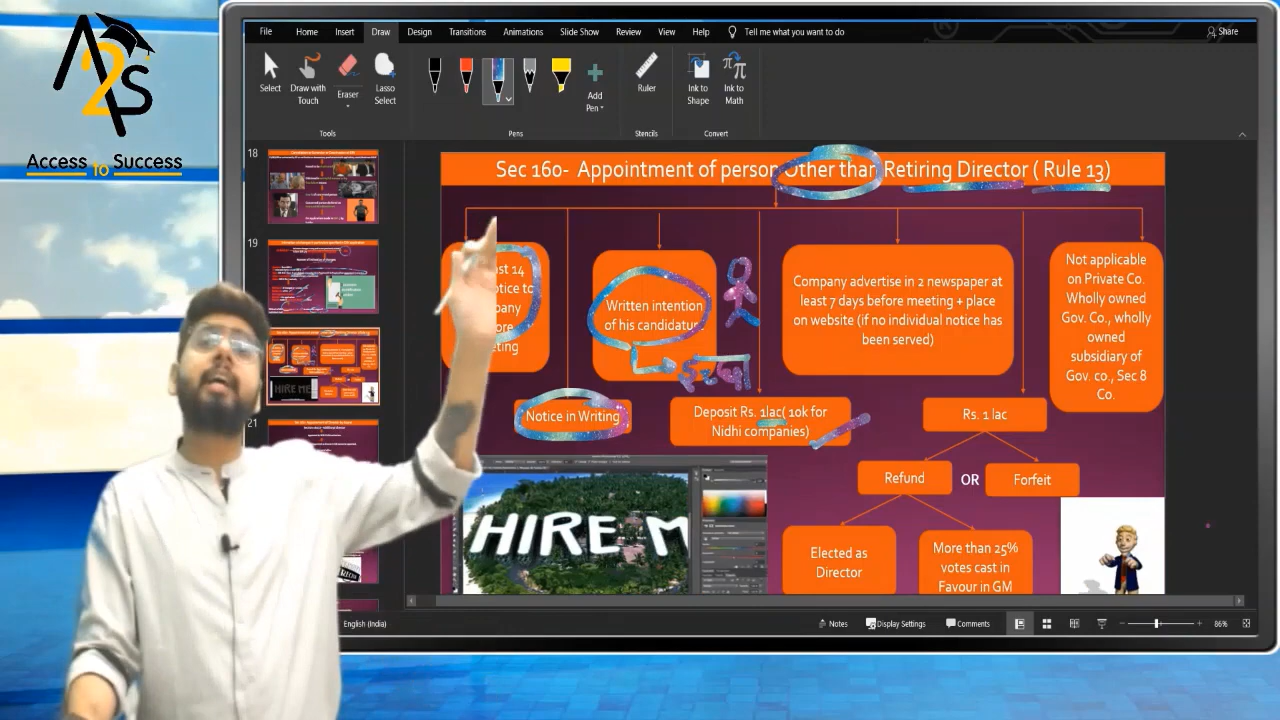 A2S
Access to Success
File Home Insert Draw Design Transitions Animations Slide Show Review View Help Tell me what you want to do Share
Select
Draw with
Touch
Eraser
Lasso
Select
Add
Pen
Ruler
Ink to
Shape
Ink to
Math
Tools
Pens
Stencils
Convert
18
19
21
Sec 160- Appointment of person Other than Retiring Director ( Rule 13)
14
Notice in Writing
Written intention
of his candidature
Deposit Rs. 1lac( 10k for
Nidhi companies)
Company advertise in 2 newspaper at
least 7 days before meeting + place
on website (if no individual notice has
been served)
Rs. 1 lac
Refund
OR
Forfeit
Elected as
Director
More than 25%
votes cast in
Favour in GM
Not applicable
on Private Co.
Wholly owned
Gov. Co., wholly
owned
subsidiary of
Gov. co., Sec 8
Co.
HIRE M
HIRE ME
English (India)
Notes
Display Settings
Comments
86%